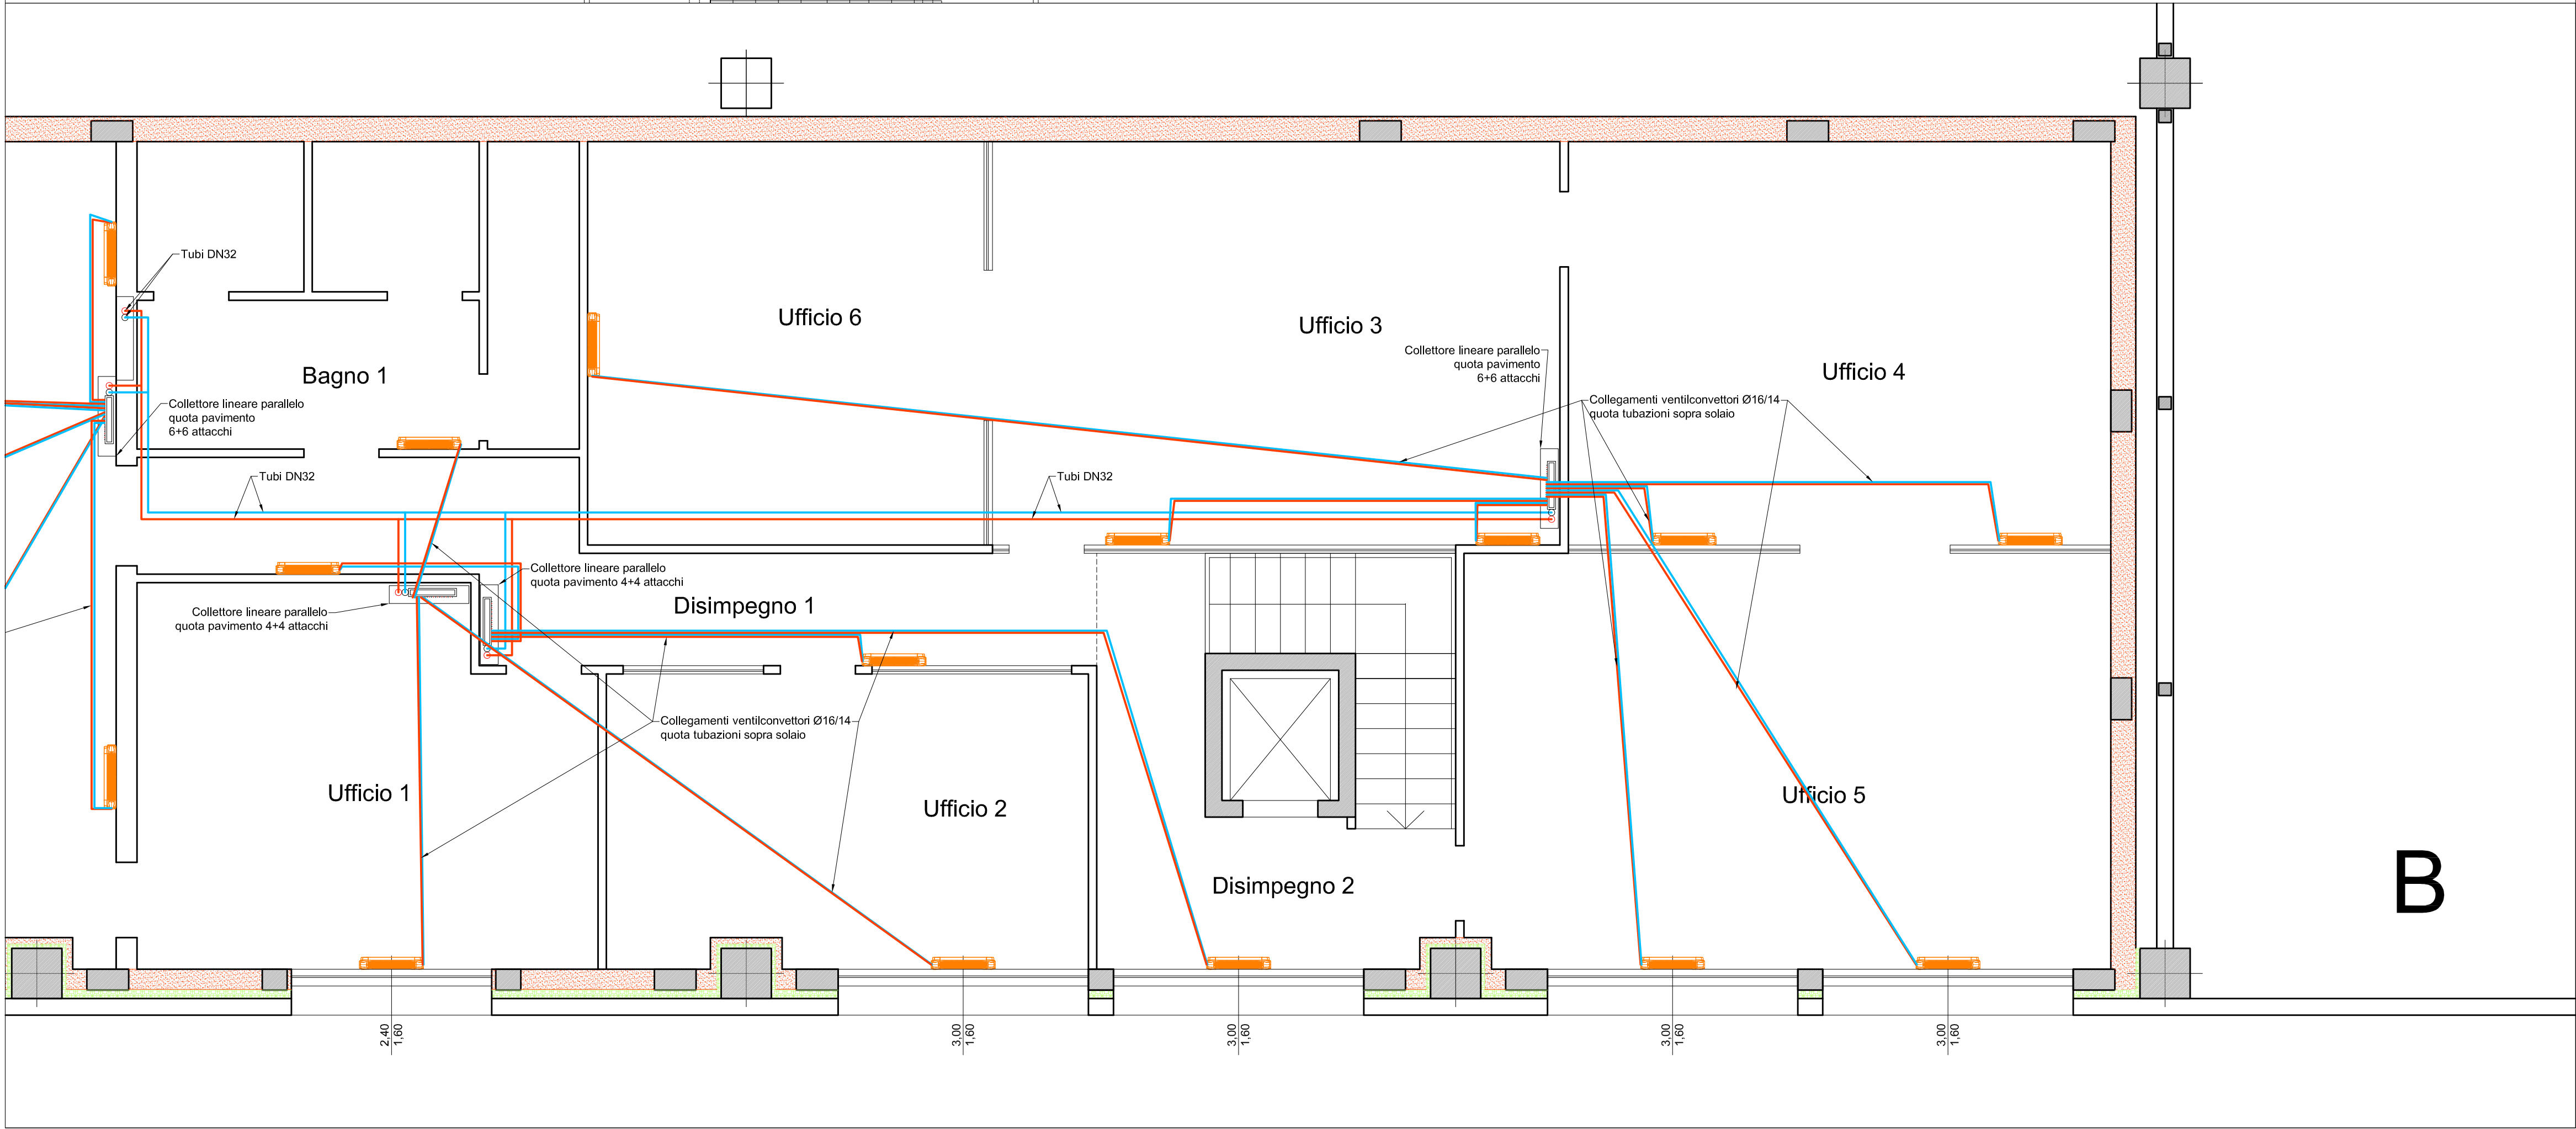 Tubi DN32
Ufficio 6
Ufficio 3
Collettore lineare parallelo
quota pavimento
6+6 attacchi
Ufficio 4
Bagno 1
Collettore lineare parallelo
quota pavimento
6+6 attacchi
Collegamenti ventilconvettori Ø16/14
quota tubazioni sopra solaio
Tubi DN32
Tubi DN32
Collettore lineare parallelo
quota pavimento 4+4 attacchi
Disimpegno 1
Collettore lineare parallelo
quota pavimento 4+4 attacchi
Collegamenti ventilconvettori Ø16/14
quota tubazioni sopra solaio
Ufficio 1
Ufficio 2
Ufficio 5
Disimpegno 2
B
2,40
1,60
3,00
1,60
3,00
1,60
3,00
1,60
3,00
1,60